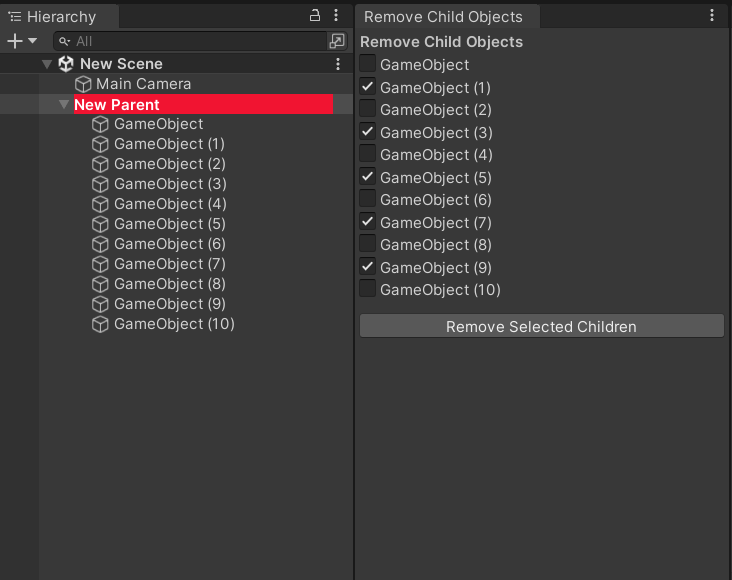 Hierarchy
All
New Scene
Main Camera
New Parent
GameObject
GameObject (1)
GameObject (2)
GameObject (3)
GameObject (4)
GameObject (5)
GameObject (6)
GameObject (7)
GameObject (8)
GameObject (9)
GameObject (10)
Remove Child Objects
Remove Child Objects
GameObject
GameObject (1)
GameObject (2)
GameObject (3)
GameObject (4)
GameObject (5)
GameObject (6)
GameObject (7)
GameObject (8)
GameObject (9)
GameObject (10)
Remove Selected Children